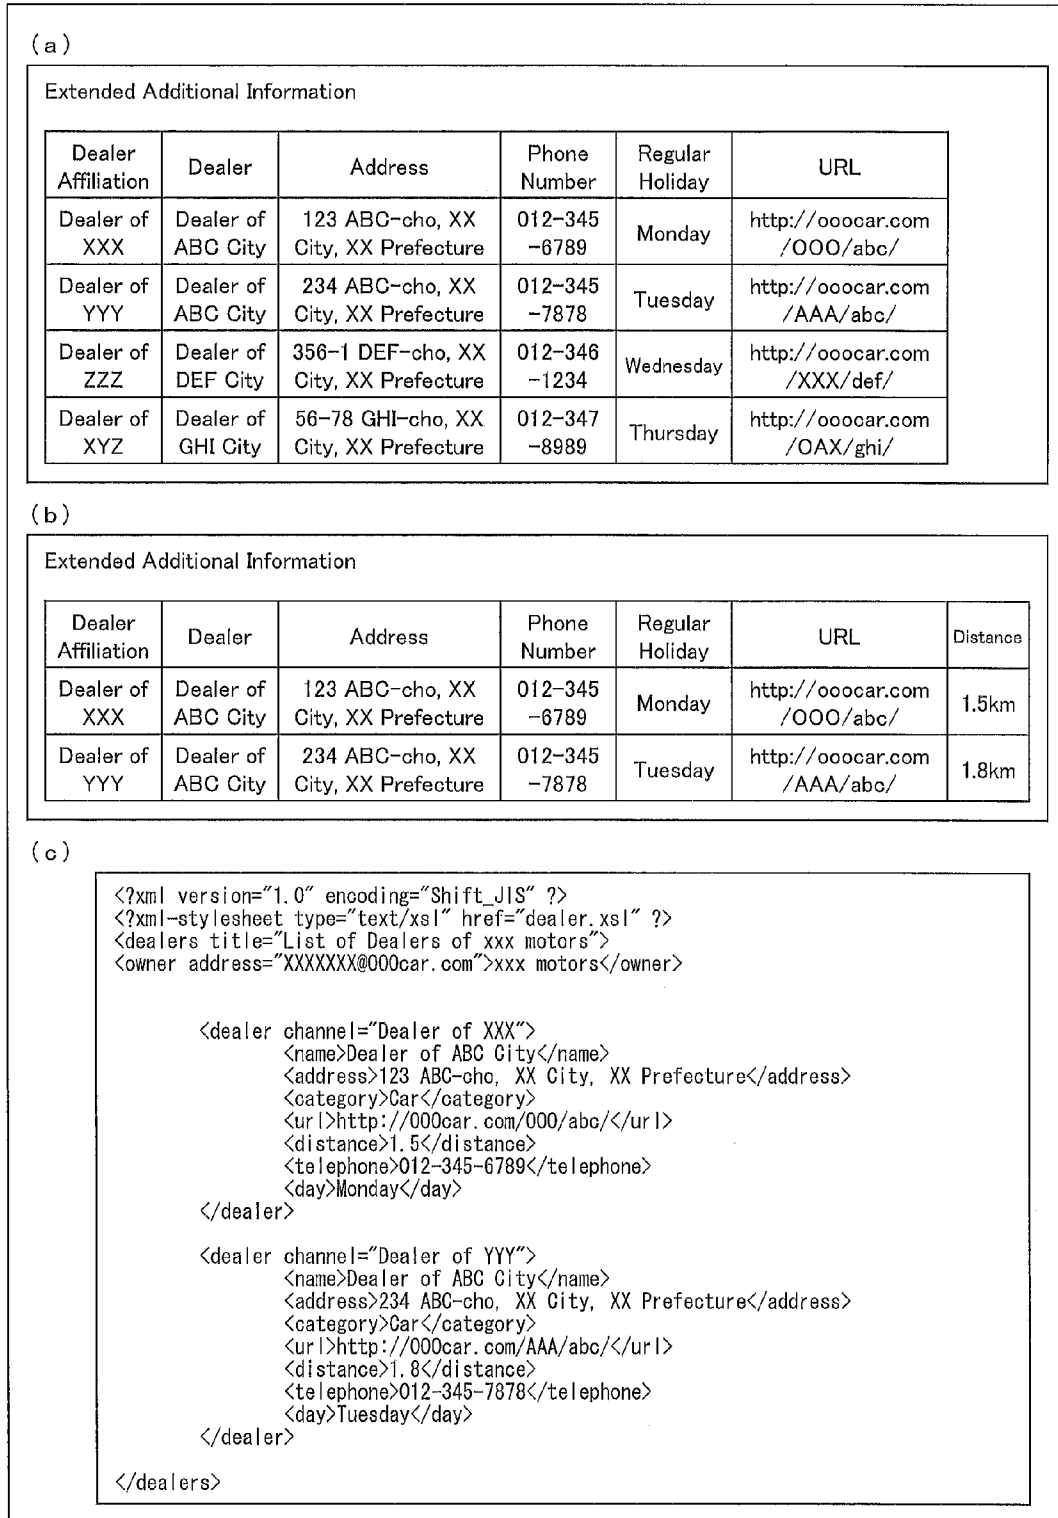 (a)
Extended Additional Information
Dealer Affiliation Dealer Address Phone Number Regular Holiday URL
Dealer of XXX Dealer of ABC City 123 ABC-cho, XX City, XX Prefecture 012-345-6789 Monday http://ooocar.com/OOO/abc/
Dealer of YYY Dealer of ABC City 234 ABC-cho, XX City, XX Prefecture 012-345-7878 Tuesday http://ooocar.com/AAA/abc/
Dealer of ZZZ Dealer of DEF City 356-1 DEF-cho, XX City, XX Prefecture 012-346-1234 Wednesday http://ooocar.com/XXX/def/
Dealer of XYZ Dealer of GHI City 56-78 GHI-cho, XX City, XX Prefecture 012-347-8989 Thursday http://ooocar.com/OAX/ghi/
(b)
Extended Additional Information
Dealer Affiliation Dealer Address Phone Number Regular Holiday URL Distance
Dealer of XXX Dealer of ABC City 123 ABC-cho, XX City, XX Prefecture 012-345-6789 Monday http://ooocar.com/OOO/abc/ 1.5km
Dealer of YYY Dealer of ABC City 234 ABC-cho, XX City, XX Prefecture 012-345-7878 Tuesday http://ooocar.com/AAA/abc/ 1.8km
(c)
<?xml version="1.0" encoding="Shift_JIS" ?>
<?xml-stylesheet type="text/xsl" href="dealer.xsl" ?>
<dealers title="List of Dealers of xxx motors">
<owner address="XXXXXXX@OOOcar.com">xxx motors</owner>
<dealer channel="Dealer of XXX">
<name>Dealer of ABC City</name>
<address>123 ABC-cho, XX City, XX Prefecture</address>
<category>Car</category>
<url>http://OOOcar.com/OOO/abc/</url>
<distance>1.5</distance>
<telephone>012-345-6789</telephone>
<day>Monday</day>
</dealer>
<dealer channel="Dealer of YYY">
<name>Dealer of ABC City</name>
<address>234 ABC-cho, XX City, XX Prefecture</address>
<category>Car</category>
<url>http://OOOcar.com/AAA/abc/</url>
<distance>1.8</distance>
<telephone>012-345-7878</telephone>
<day>Tuesday</day>
</dealer>
</dealers>